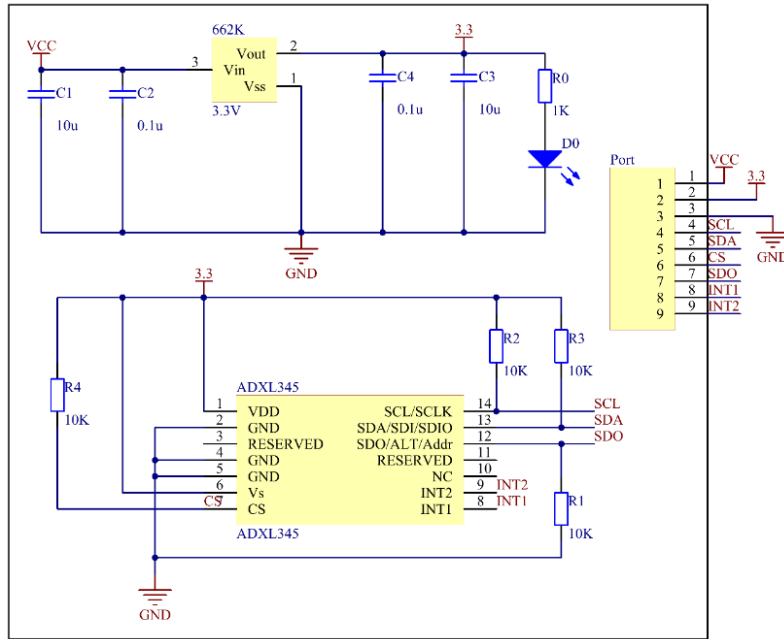 662K
VCC
3.3
Vout 2
3 Vin
Vss 1
3.3V
C1
10u
C2
0.1u
C4
0.1u
C3
10u
R0
1K
D0
GND
Port
VCC
3.3
GND
1 1
2 2
3 3
4 4 SCL
5 5 SDA
6 6 CS
7 7 SDO
8 8 INT1
9 9 INT2
3.3
R4
10K
R2
10K
R3
10K
ADXL345
1 VDD SCL/SCLK 14 SCL
2 GND SDA/SDI/SDIO 13 SDA
3 RESERVED SDO/ALT/Addr 12 SDO
4 GND RESERVED 11
5 GND NC 10
6 Vs INT2 9 INT2
CS 7 CS INT1 8 INT1
ADXL345
R1
10K
GND